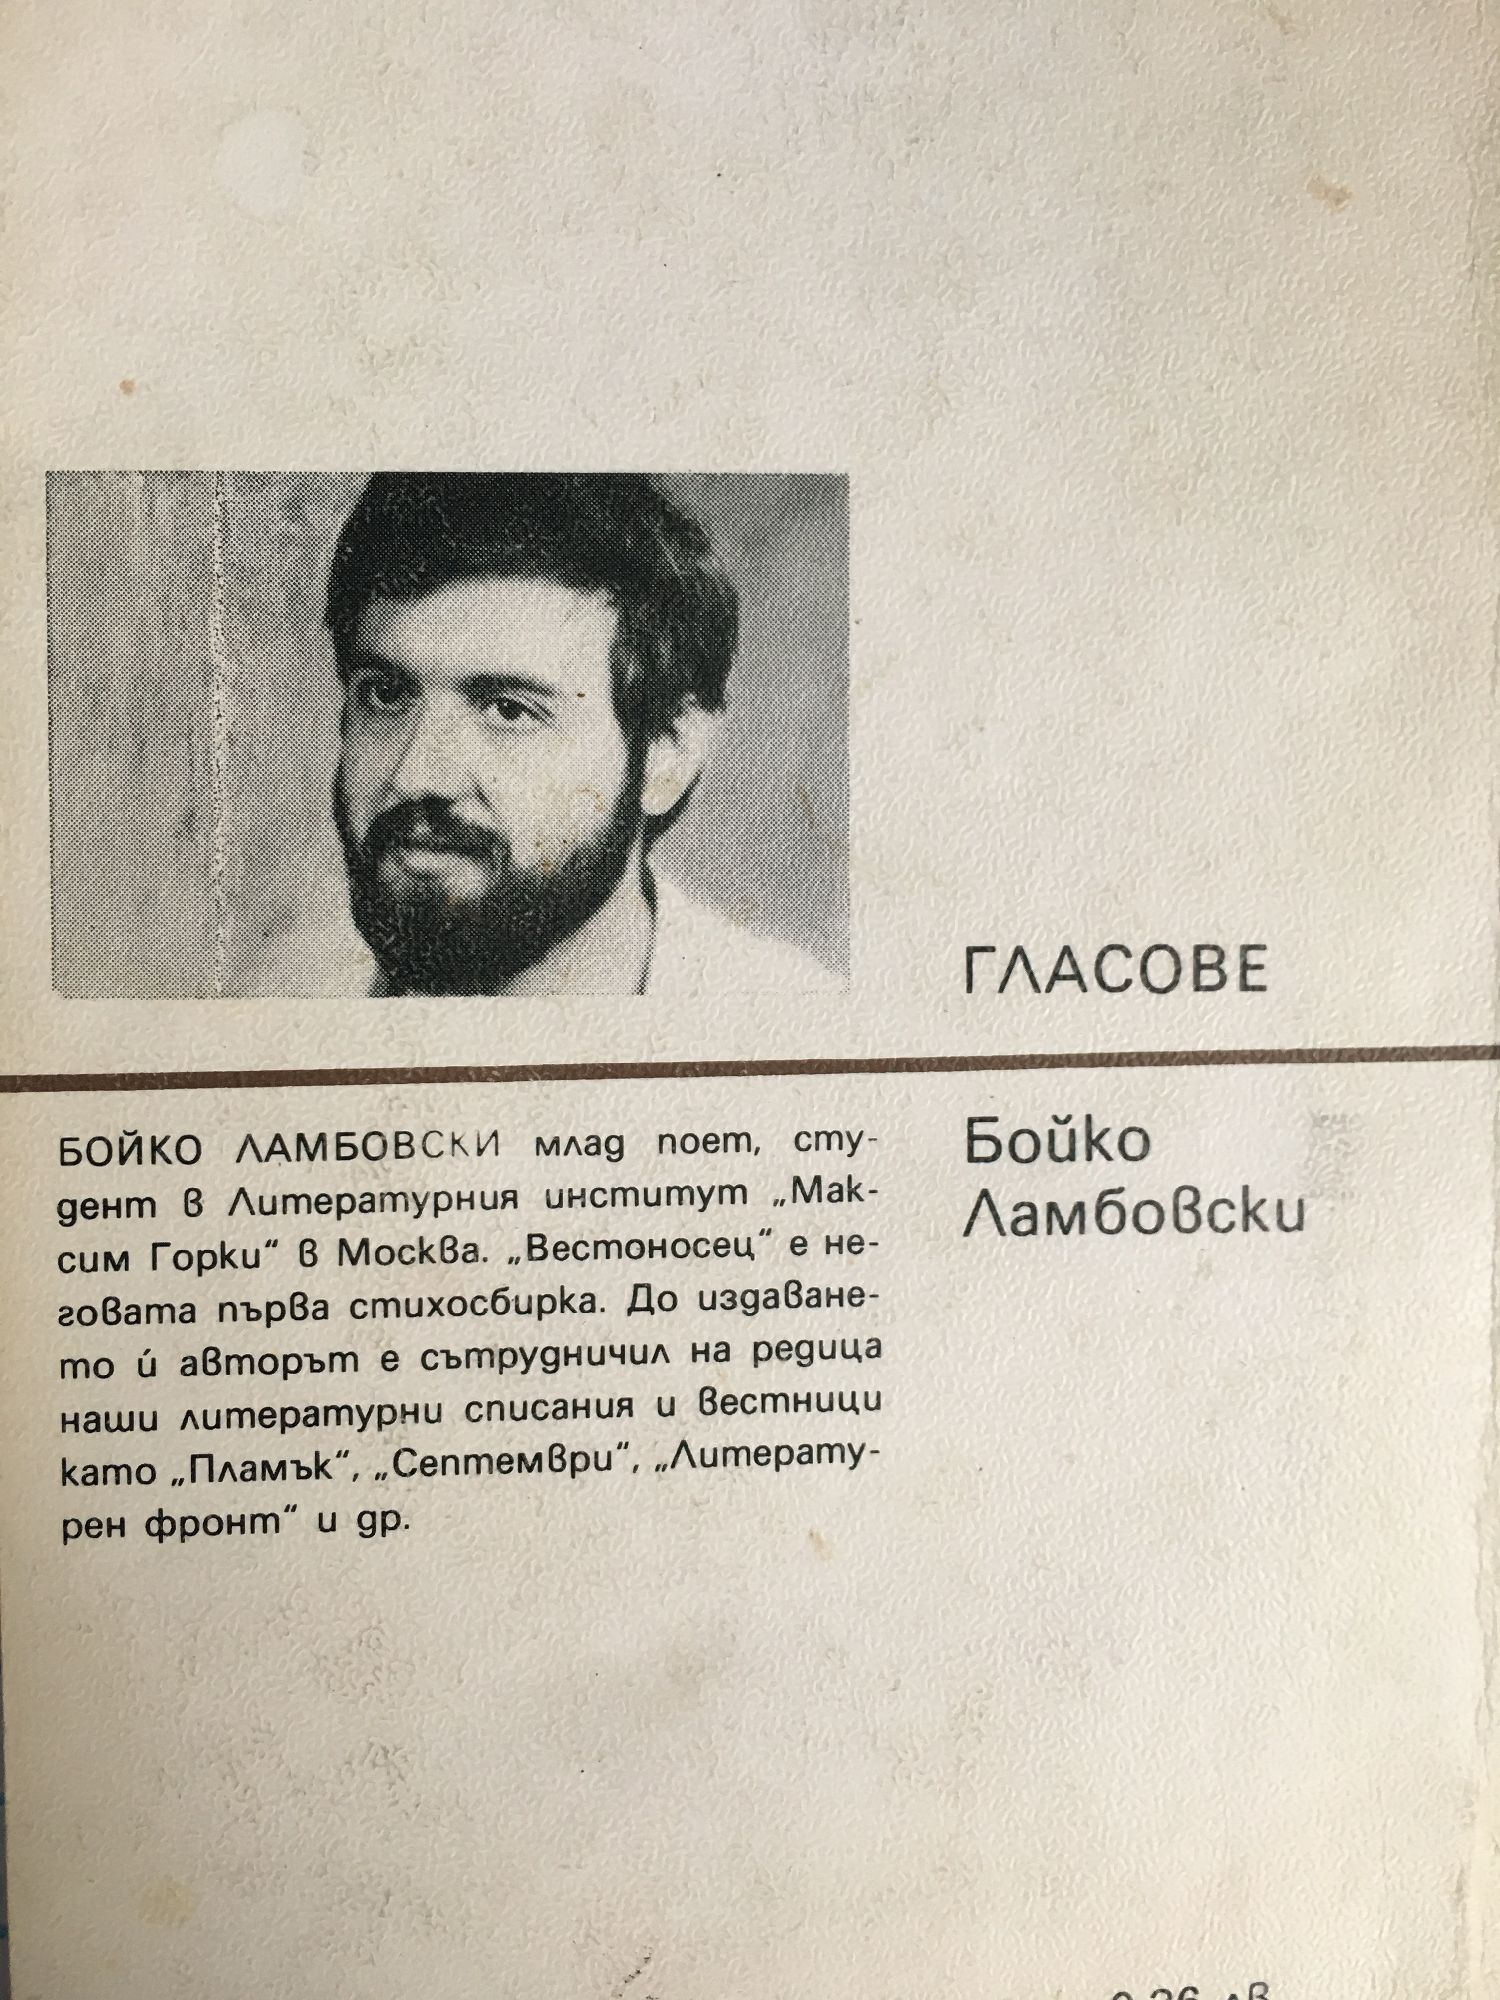 ГЛАСОВЕ
Бойко
Ламбовски
БОЙКО ЛАМБОВСКИ млад поет, сту-
дент в Литературния институт „Мак-
сим Горки“ в Москва. „Вестоносец“ е не-
говата първа стихосбирка. До издаване-
то ѝ авторът е сътрудничил на редица
наши литературни списания и вестници
като „Пламък“, „Септември“, „Литерату-
рен фронт“ и др.